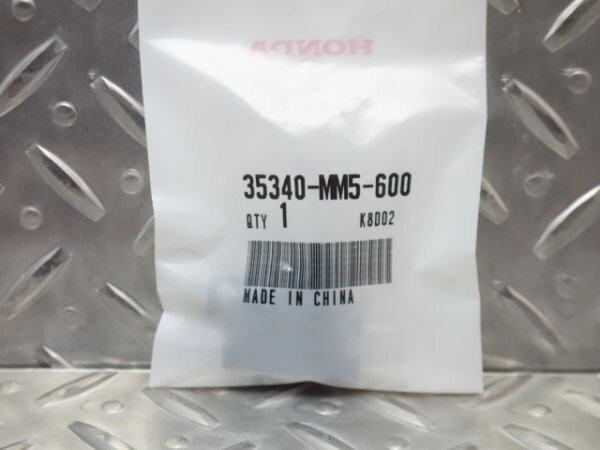 HONDA
35340-MM5-600
QTY 1 K8D02
MADE IN CHINA